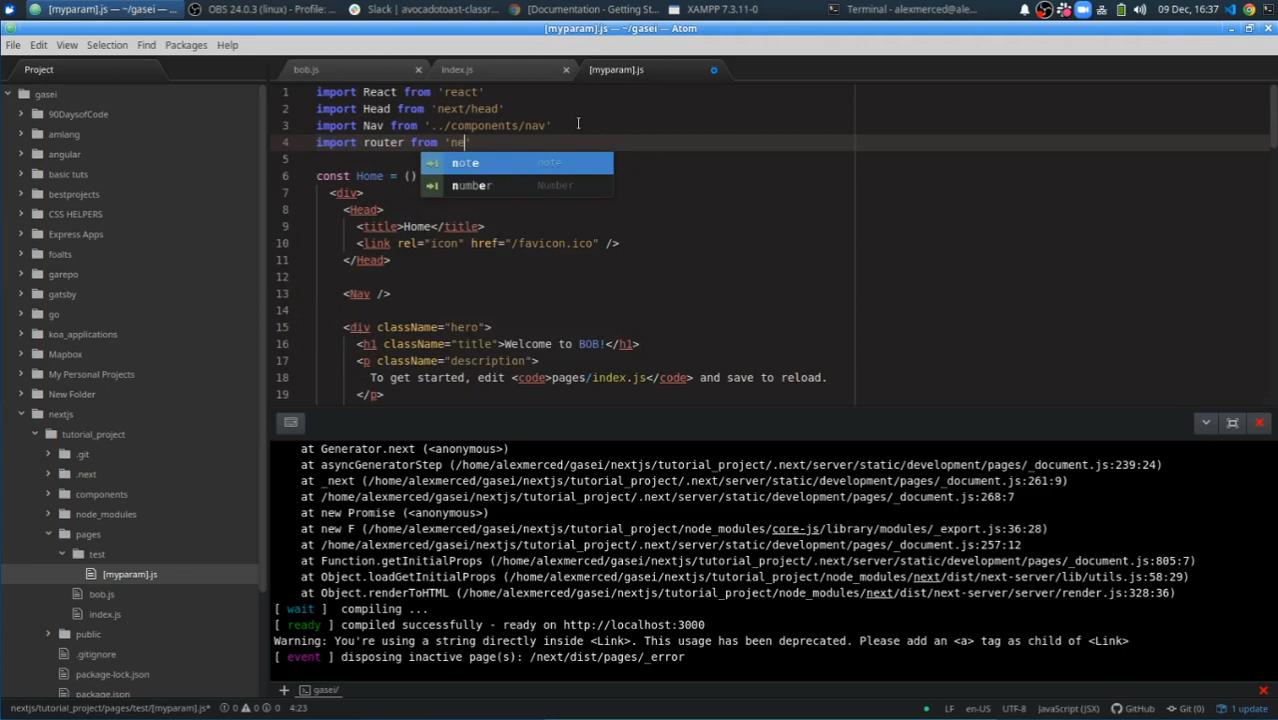 [myparam].js — ~/gasei — ...
OBS 24.0.3 (linux) - Profile: ...
Slack | avocadotoast-classr...
[Documentation - Getting St...
XAMPP 7.3.11-0
Terminal - alexmerced@ale...
09 Dec, 16:37
[myparam].js — ~/gasei — Atom
File Edit View Selection Find Packages Help
Project
bob.js
index.js
[myparam].js
gasei
90DaysofCode
amlang
angular
basic tuts
bestprojects
CSS HELPERS
Express Apps
foalts
garepo
gatsby
go
koa_applications
Mapbox
My Personal Projects
New Folder
nextjs
tutorial_project
.git
.next
components
node_modules
pages
test
[myparam].js
bob.js
index.js
public
.gitignore
package-lock.json
package.json
1 import React from 'react'
2 import Head from 'next/head'
3 import Nav from '../components/nav'
4 import router from 'ne'
note note
number Number
5
6 const Home = ()
7 <div>
8 <Head>
9 <title>Home</title>
10 <link rel="icon" href="/favicon.ico" />
11 </Head>
12
13 <Nav />
14
15 <div className="hero">
16 <h1 className="title">Welcome to BOB!</h1>
17 <p className="description">
18 To get started, edit <code>pages/index.js</code> and save to reload.
19 </p>
at Generator.next (<anonymous>)
at asyncGeneratorStep (/home/alexmerced/gasei/nextjs/tutorial_project/.next/server/static/development/pages/_document.js:239:24)
at _next (/home/alexmerced/gasei/nextjs/tutorial_project/.next/server/static/development/pages/_document.js:261:9)
at /home/alexmerced/gasei/nextjs/tutorial_project/.next/server/static/development/pages/_document.js:268:7
at new Promise (<anonymous>)
at new F (/home/alexmerced/gasei/nextjs/tutorial_project/node_modules/core-js/library/modules/_export.js:36:28)
at /home/alexmerced/gasei/nextjs/tutorial_project/.next/server/static/development/pages/_document.js:257:12
at Function.getInitialProps (/home/alexmerced/gasei/nextjs/tutorial_project/.next/server/static/development/pages/_document.js:805:7)
at Object.loadGetInitialProps (/home/alexmerced/gasei/nextjs/tutorial_project/node_modules/next/dist/next-server/lib/utils.js:58:29)
at Object.renderToHTML (/home/alexmerced/gasei/nextjs/tutorial_project/node_modules/next/dist/next-server/server/render.js:328:36)
[ wait ] compiling ...
[ ready ] compiled successfully - ready on http://localhost:3000
Warning: You're using a string directly inside <Link>. This usage has been deprecated. Please add an <a> tag as child of <Link>
[ event ] disposing inactive page(s): /next/dist/pages/_error
gasei/
nextjs/tutorial_project/pages/test/[myparam].js* 0 0 0 4:23
LF en-US UTF-8 JavaScript (JSX) GitHub Git (0) 1 update